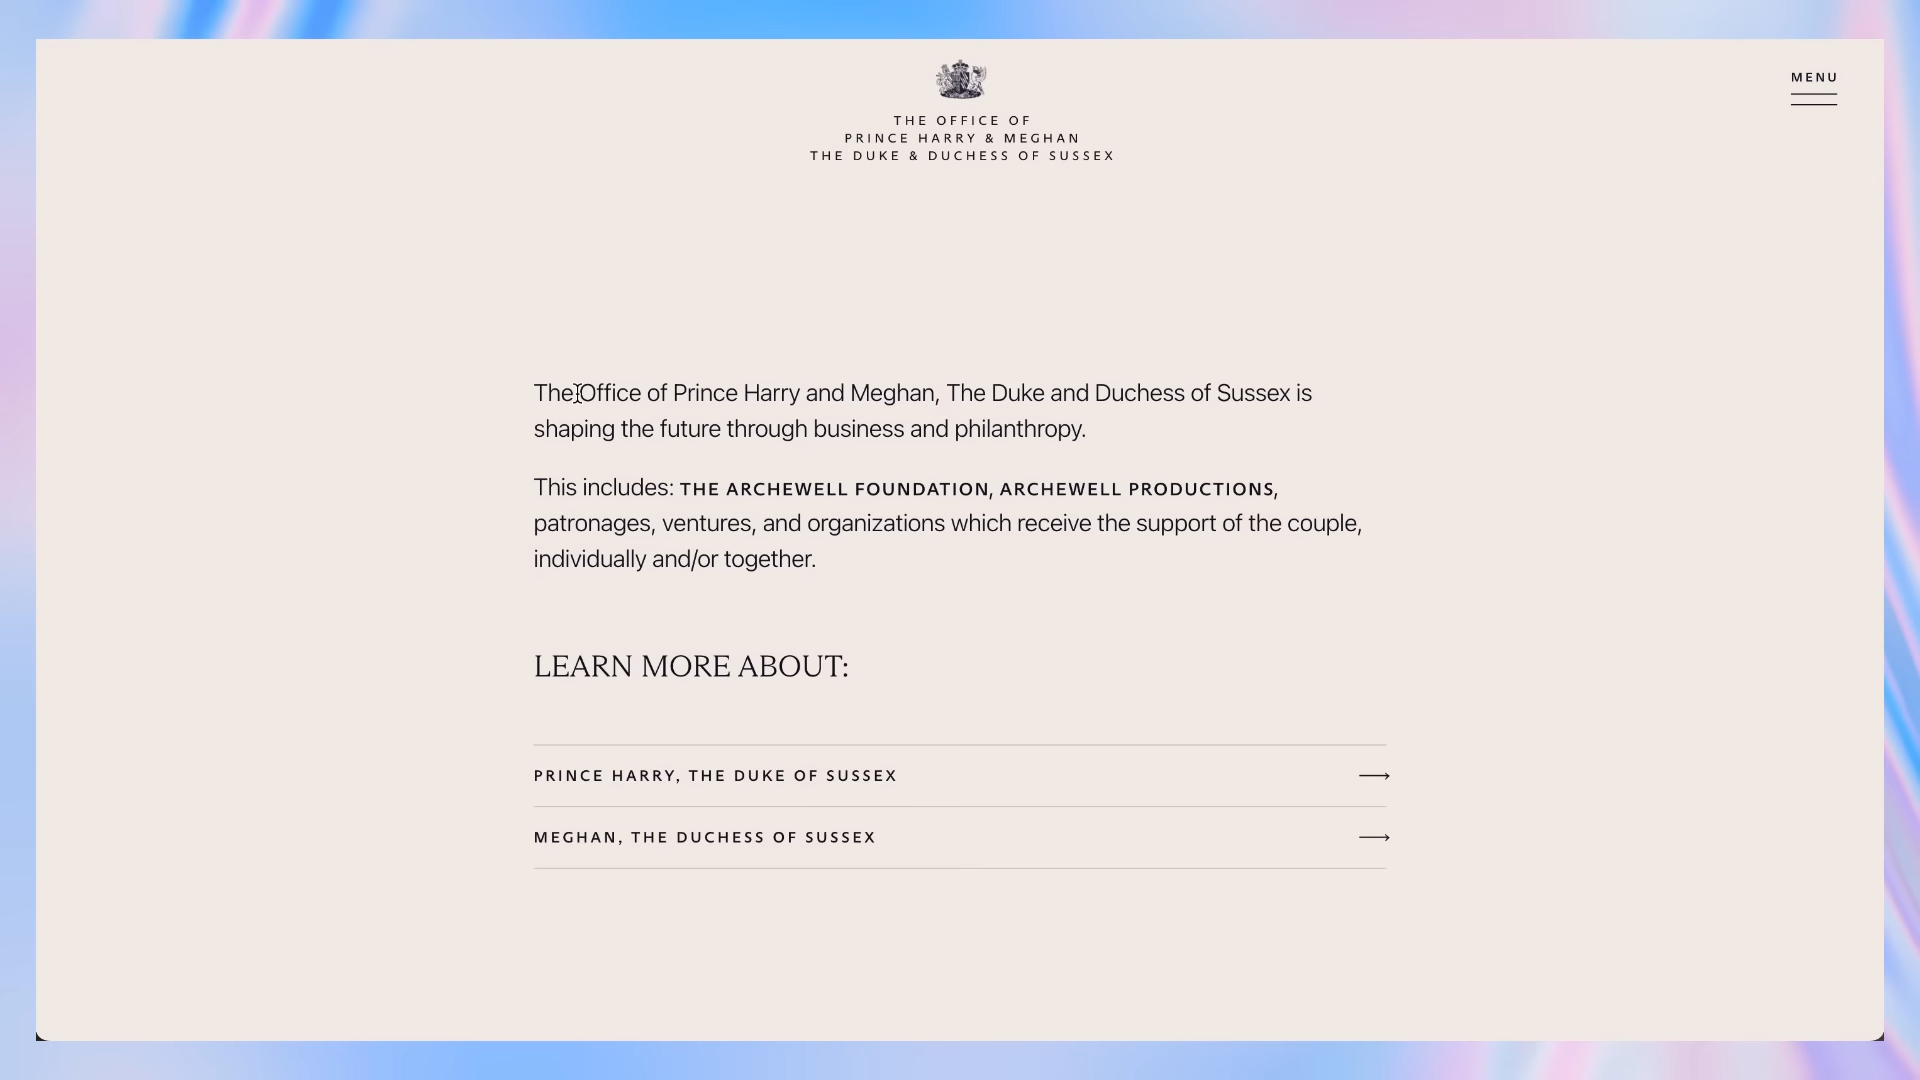 MENU
THE OFFICE OF
PRINCE HARRY & MEGHAN
THE DUKE & DUCHESS OF SUSSEX
The Office of Prince Harry and Meghan, The Duke and Duchess of Sussex is
shaping the future through business and philanthropy.
This includes: THE ARCHEWELL FOUNDATION, ARCHEWELL PRODUCTIONS,
patronages, ventures, and organizations which receive the support of the couple,
individually and/or together.
LEARN MORE ABOUT:
PRINCE HARRY, THE DUKE OF SUSSEX
MEGHAN, THE DUCHESS OF SUSSEX